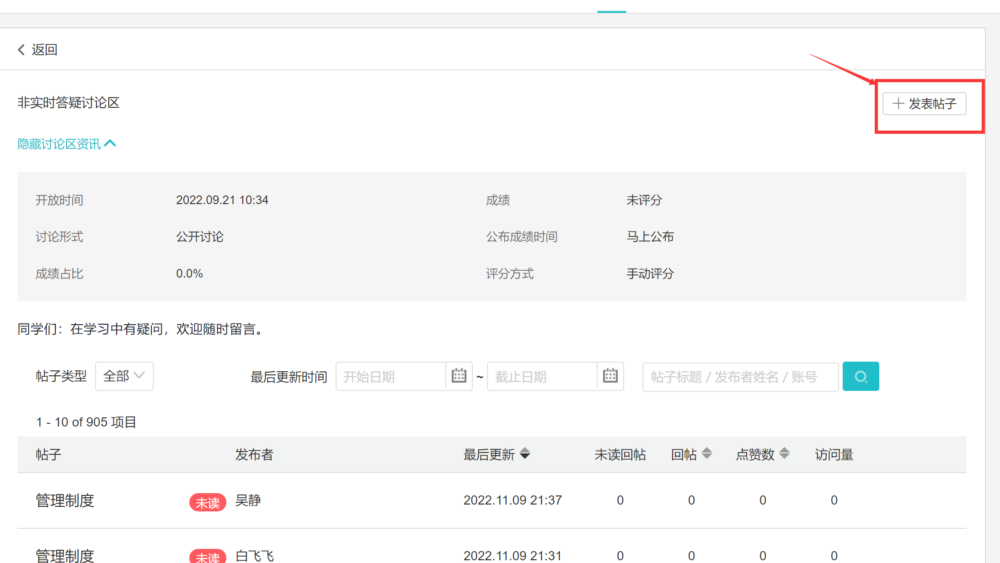 返回
非实时答疑讨论区
发表帖子
隐藏讨论区资讯
开放时间 2022.09.21 10:34 成绩 未评分
讨论形式 公开讨论 公布成绩时间 马上公布
成绩占比 0.0% 评分方式 手动评分
同学们：在学习中有疑问，欢迎随时留言。
帖子类型 全部 最后更新时间 开始日期 ~ 截止日期 帖子标题 / 发布者姓名 / 账号
1 - 10 of 905 项目
帖子 发布者 最后更新 未读回帖 回帖 点赞数 访问量
管理制度 未读 吴静 2022.11.09 21:37 0 0 0 0
管理制度 未读 白飞飞 2022.11.09 21:31 0 0 0 0